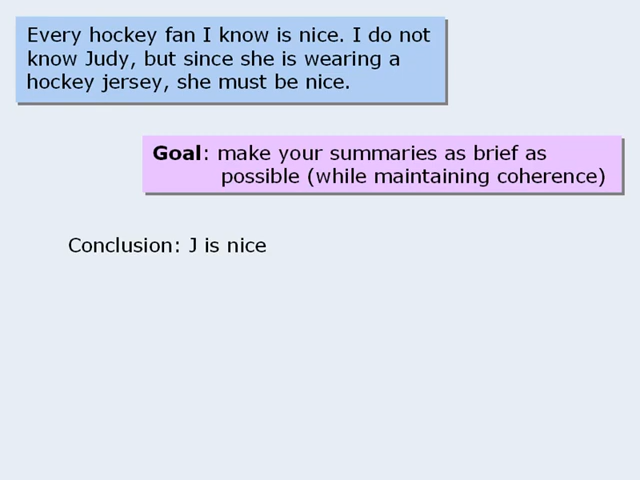 Every hockey fan I know is nice. I do not
know Judy, but since she is wearing a
hockey jersey, she must be nice.
Goal: make your summaries as brief as
possible (while maintaining coherence)
Conclusion: J is nice